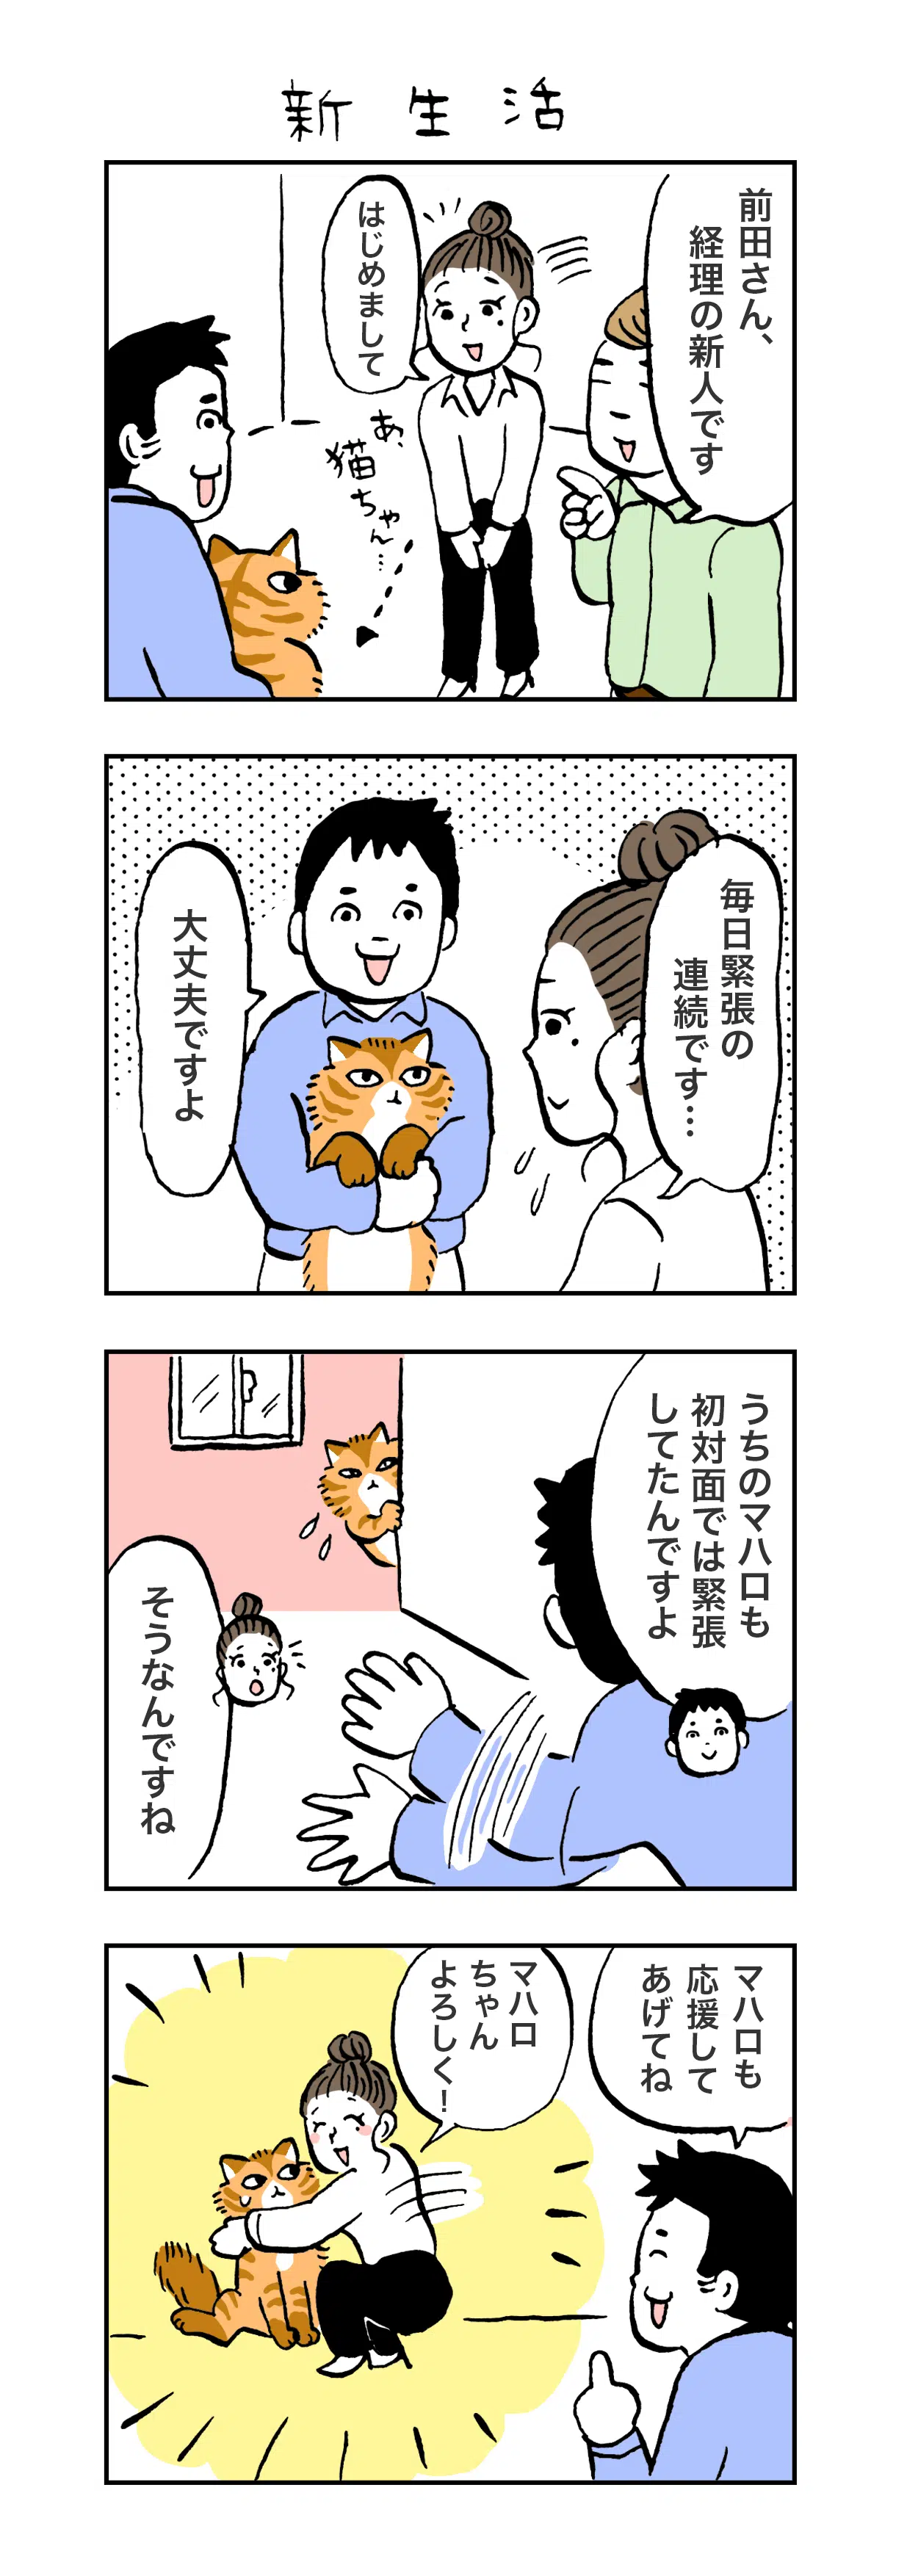 新生活
前田さん、
経理の新人です
はじめまして
あ、
猫ちゃん…
毎日緊張の
連続です…
大丈夫ですよ
うちのマハロも
初対面では緊張
してたんですよ
そうなんですね
マハロも
応援して
あげてね
マハロ
ちゃん
よろしく！